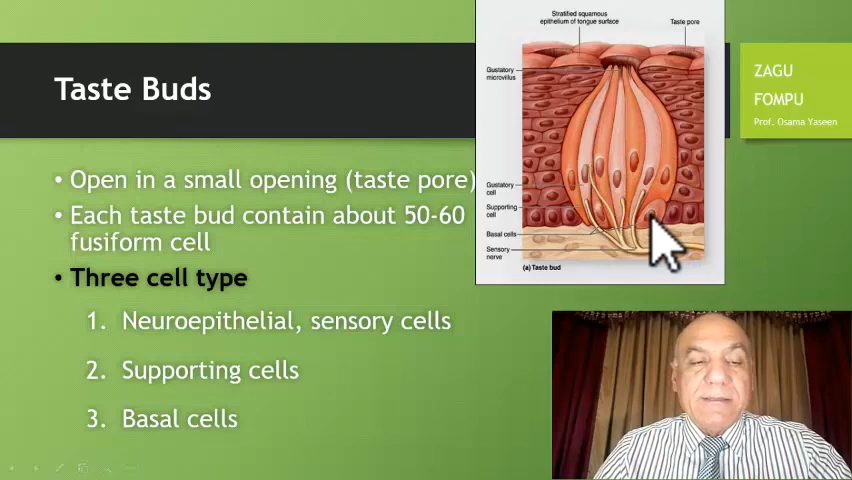 Taste Buds
• Open in a small opening (taste pore)
• Each taste bud contain about 50-60
fusiform cell
• Three cell type
1. Neuroepithelial, sensory cells
2. Supporting cells
3. Basal cells
Stratified squamous
epithelium of tongue surface
Taste pore
Gustatory
microvillus
Gustatory
cell
Supporting
cell
Basal cells
Sensory
nerve
(a) Taste bud
ZAGU
FOMPU
Prof. Osama Yaseen